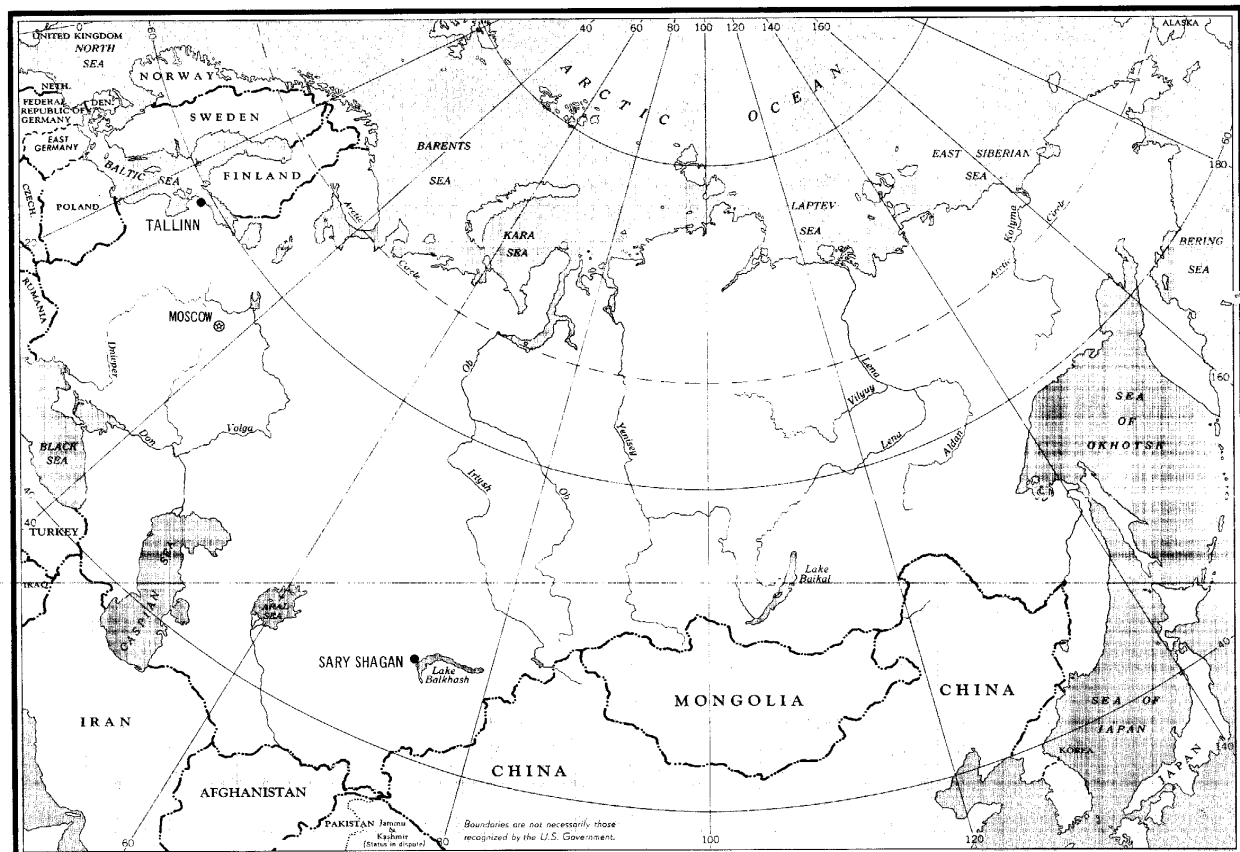 0
60
40
60
80
100
120
140
160
ALASKA
UNITED KINGDOM
NORTH
SEA
NORWAY
ARCTIC OCEAN
NETH.
DEN.
FEDERAL
REPUBLIC OF
GERMANY
SWEDEN
EAST
GERMANY
BARENTS
SEA
EAST SIBERIAN
SEA
60
180
BALTIC SEA
FINLAND
CZECH.
POLAND
TALLINN
20
Arctic
Circle
KARA
SEA
LAPTEV
SEA
Kolyma
Arctic
Circle
BERING
SEA
RUMANIA
MOSCOW
Dnieper
Ob
Lena
Vilyuy
160
SEA
OF
OKHOTSK
BLACK
SEA
Don
Volga
Yenisey
Lena
Aldan
Irtysh
Ob
40
TURKEY
IRAQ
CASPIAN
SEA
ARAL
SEA
Lake
Baikal
SARY SHAGAN
Lake
Balkhash
MONGOLIA
CHINA
40
IRAN
SEA OF
JAPAN
KOREA
JAPAN
140
CHINA
AFGHANISTAN
PAKISTAN
Jammu
&
Kashmir
(Status in dispute)
Boundaries are not necessarily those
recognized by the U.S. Government.
60
80
100
120